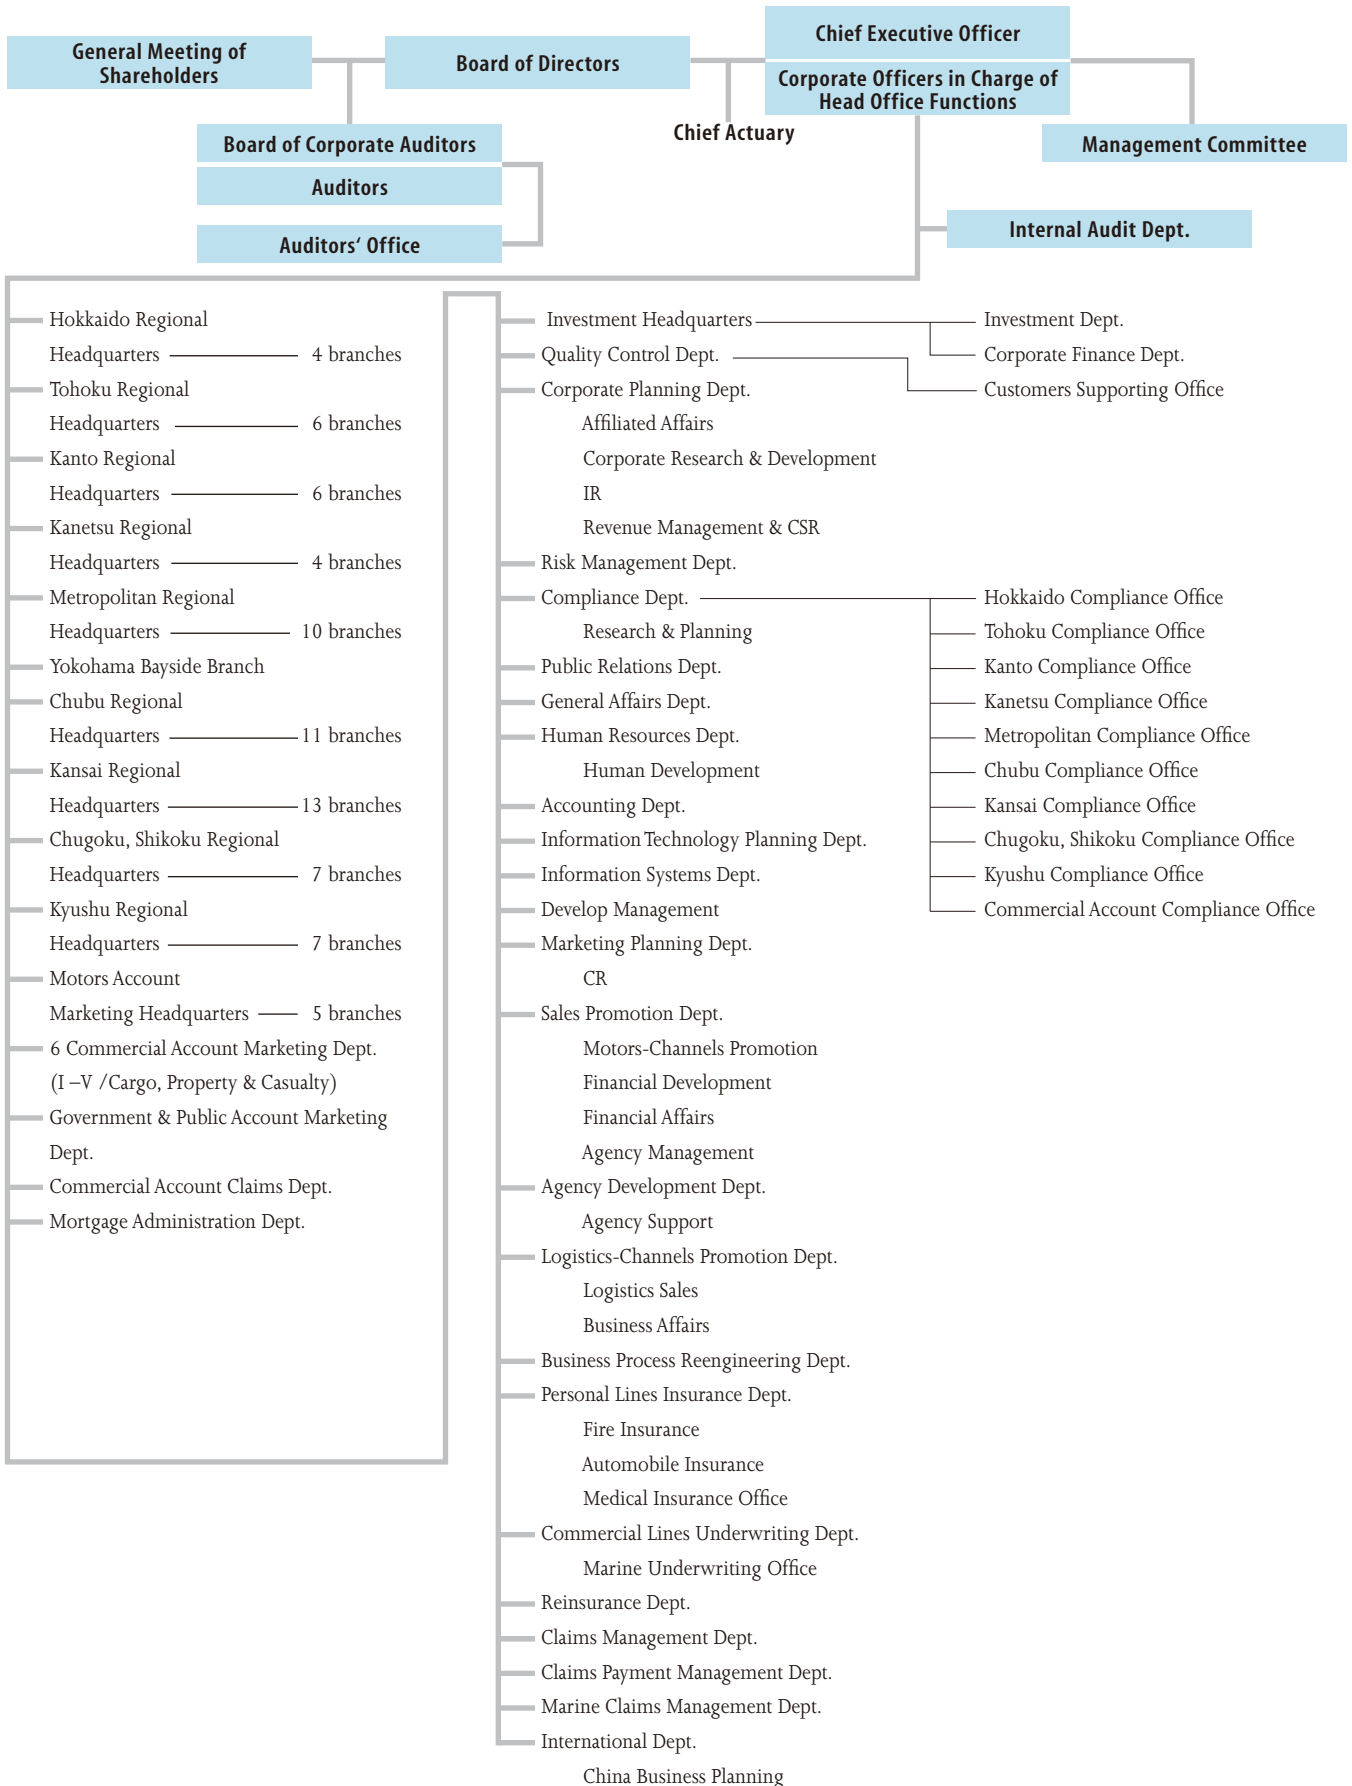 General Meeting of
Shareholders
Board of Directors
Chief Executive Officer
Corporate Officers in Charge of
Head Office Functions
Chief Actuary
Board of Corporate Auditors
Auditors
Auditors‘ Office
Management Committee
Internal Audit Dept.
Hokkaido Regional
Headquarters 4 branches
Tohoku Regional
Headquarters 6 branches
Kanto Regional
Headquarters 6 branches
Kanetsu Regional
Headquarters 4 branches
Metropolitan Regional
Headquarters 10 branches
Yokohama Bayside Branch
Chubu Regional
Headquarters 11 branches
Kansai Regional
Headquarters 13 branches
Chugoku, Shikoku Regional
Headquarters 7 branches
Kyushu Regional
Headquarters 7 branches
Motors Account
Marketing Headquarters 5 branches
6 Commercial Account Marketing Dept.
(I –V /Cargo, Property & Casualty)
Government & Public Account Marketing
Dept.
Commercial Account Claims Dept.
Mortgage Administration Dept.
Investment Headquarters
Quality Control Dept.
Corporate Planning Dept.
Affiliated Affairs
Corporate Research & Development
IR
Revenue Management & CSR
Risk Management Dept.
Compliance Dept.
Research & Planning
Public Relations Dept.
General Affairs Dept.
Human Resources Dept.
Human Development
Accounting Dept.
Information Technology Planning Dept.
Information Systems Dept.
Develop Management
Marketing Planning Dept.
CR
Sales Promotion Dept.
Motors-Channels Promotion
Financial Development
Financial Affairs
Agency Management
Agency Development Dept.
Agency Support
Logistics-Channels Promotion Dept.
Logistics Sales
Business Affairs
Business Process Reengineering Dept.
Personal Lines Insurance Dept.
Fire Insurance
Automobile Insurance
Medical Insurance Office
Commercial Lines Underwriting Dept.
Marine Underwriting Office
Reinsurance Dept.
Claims Management Dept.
Claims Payment Management Dept.
Marine Claims Management Dept.
International Dept.
China Business Planning
Investment Dept.
Corporate Finance Dept.
Customers Supporting Office
Hokkaido Compliance Office
Tohoku Compliance Office
Kanto Compliance Office
Kanetsu Compliance Office
Metropolitan Compliance Office
Chubu Compliance Office
Kansai Compliance Office
Chugoku, Shikoku Compliance Office
Kyushu Compliance Office
Commercial Account Compliance Office